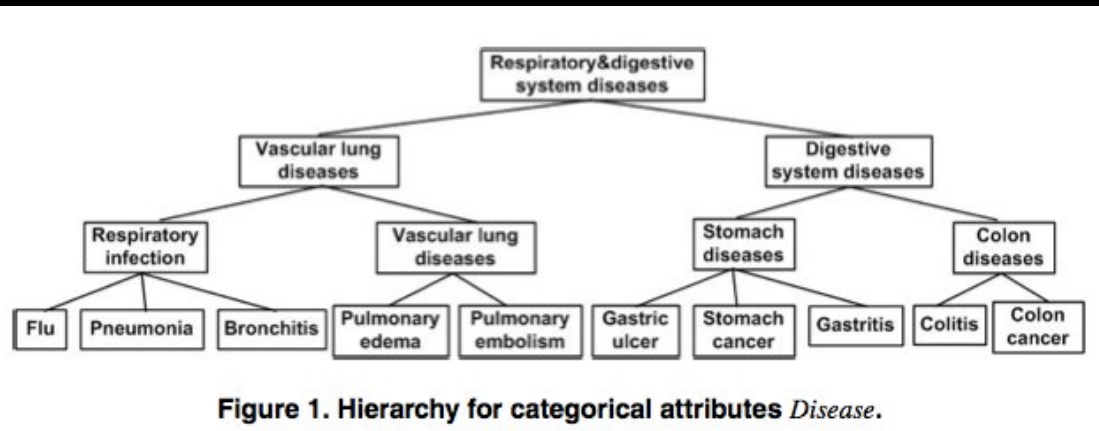 Respiratory&digestive
system diseases
Vascular lung
diseases
Digestive
system diseases
Respiratory
infection
Vascular lung
diseases
Stomach
diseases
Colon
diseases
Flu
Pneumonia
Bronchitis
Pulmonary
edema
Pulmonary
embolism
Gastric
ulcer
Stomach
cancer
Gastritis
Colitis
Colon
cancer
Figure 1. Hierarchy for categorical attributes Disease.